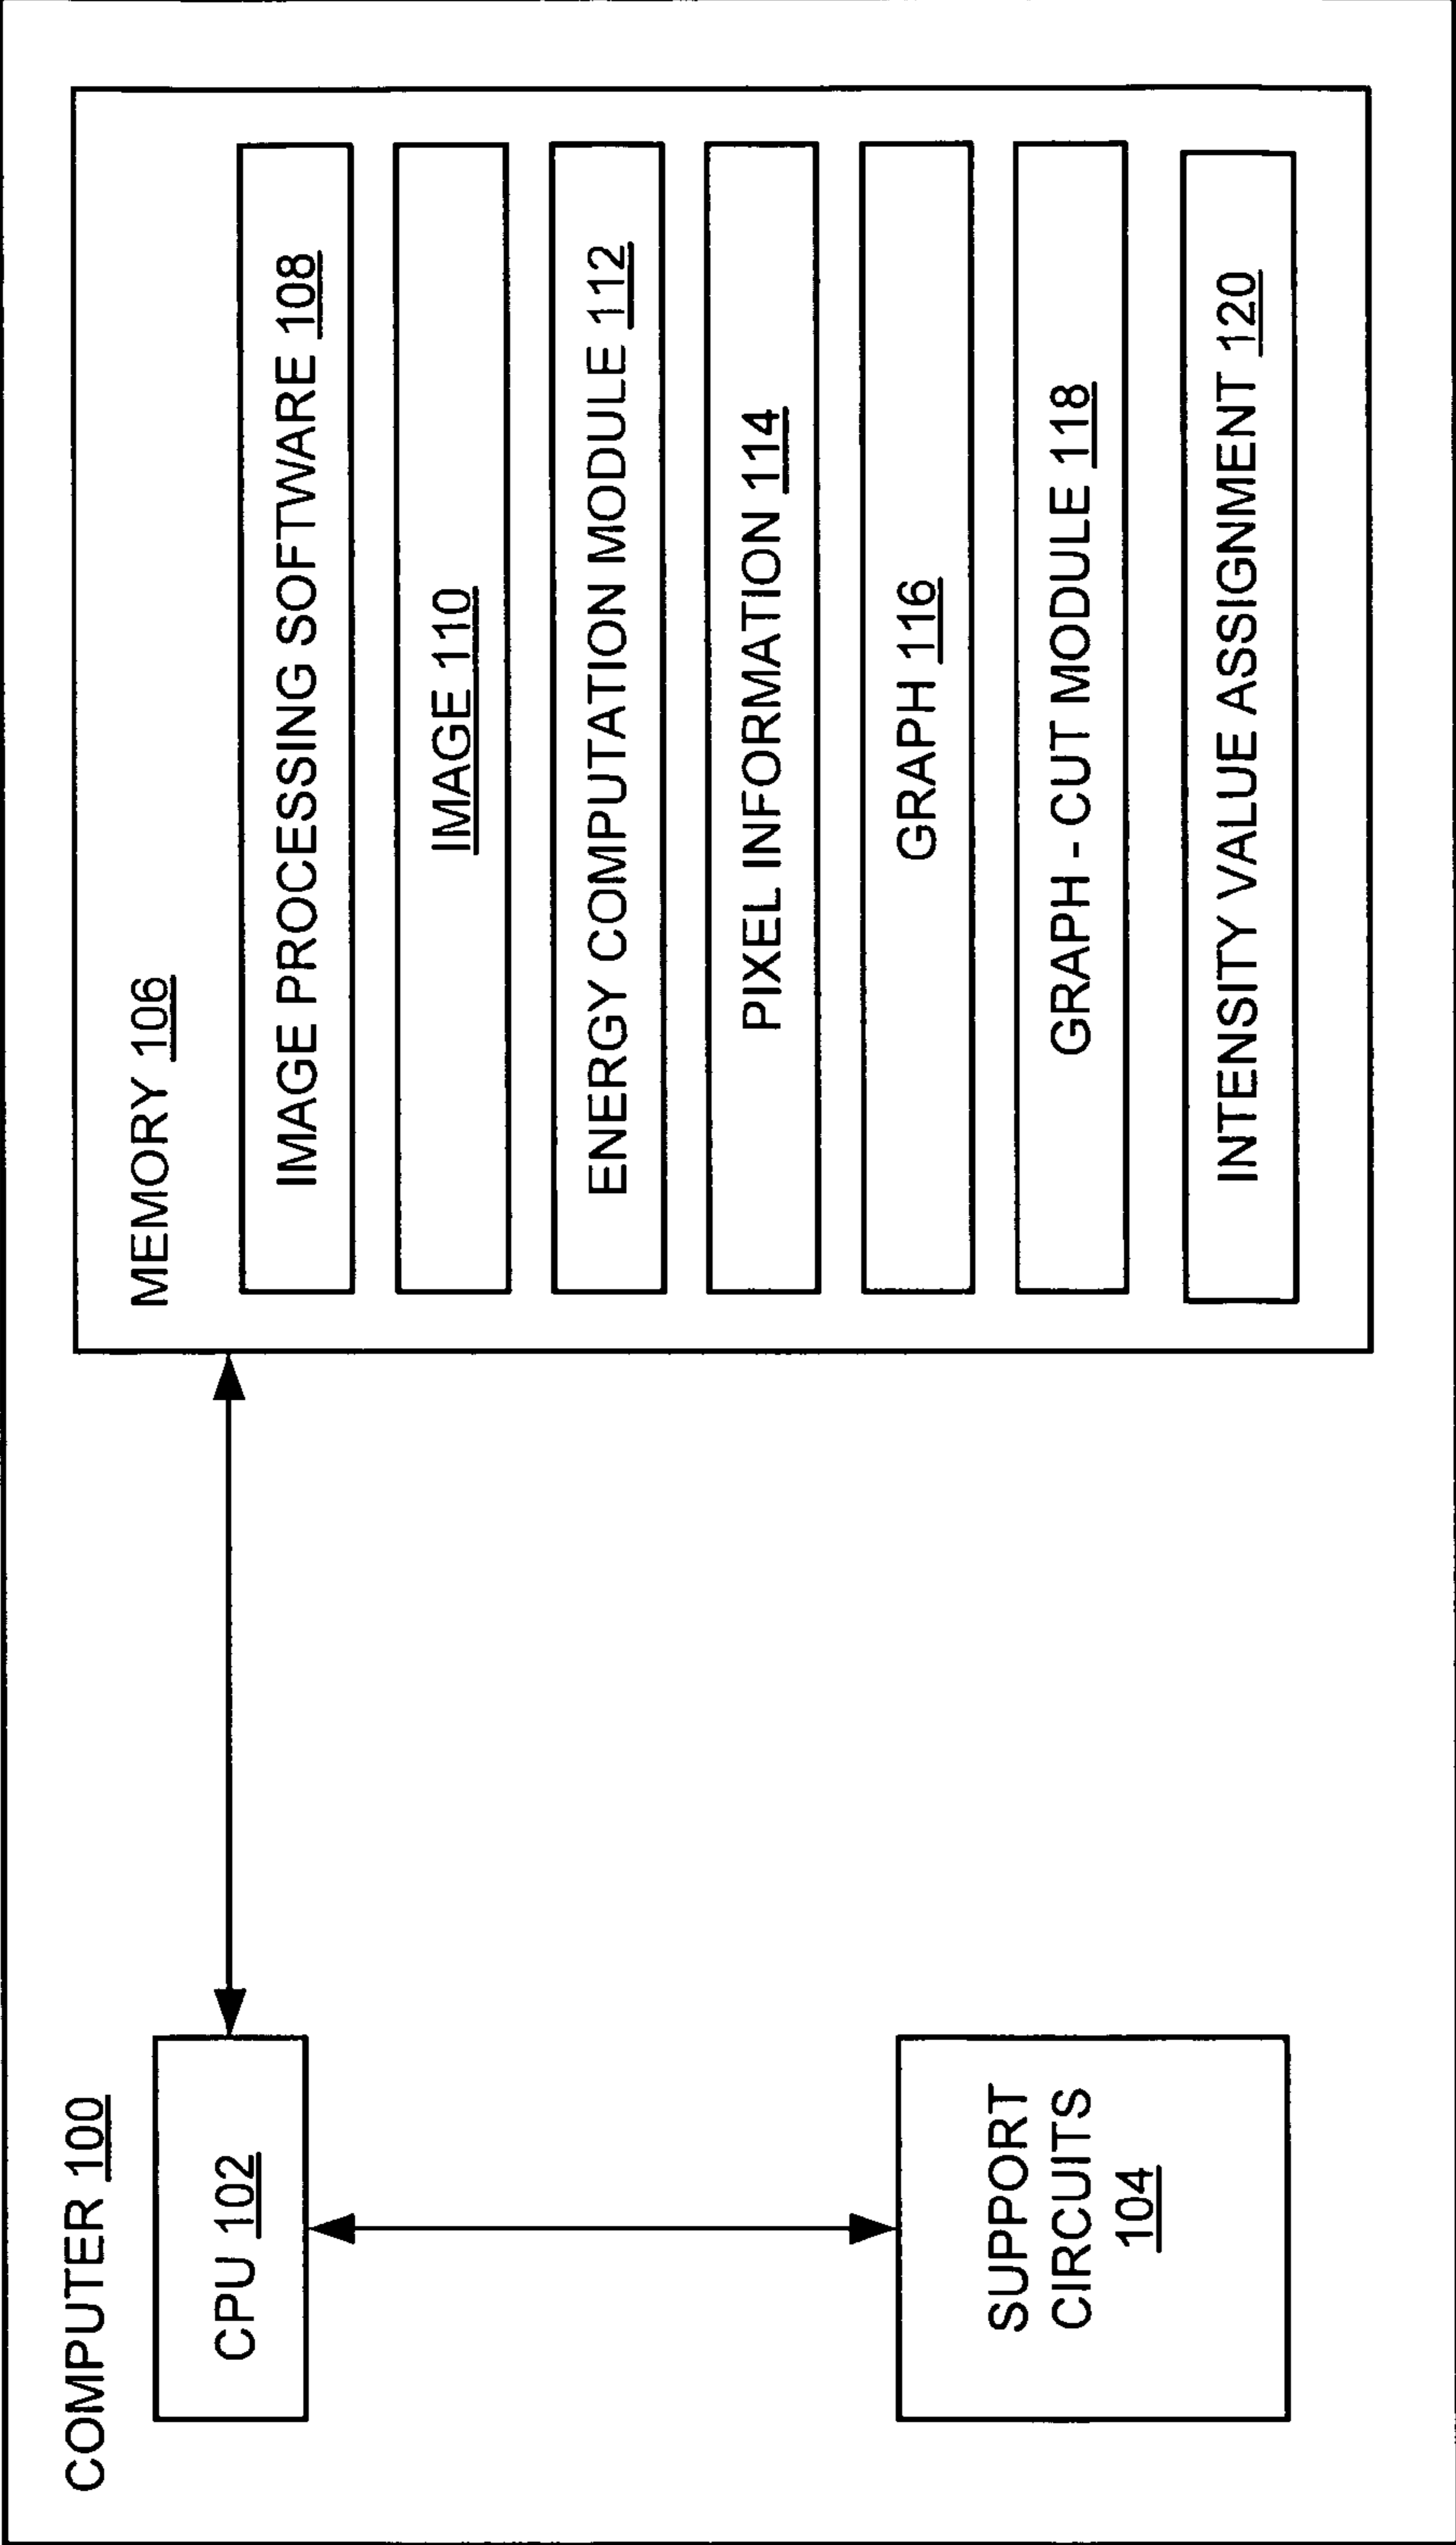 COMPUTER 100
CPU 102
SUPPORT
CIRCUITS
104
MEMORY 106
IMAGE PROCESSING SOFTWARE 108
IMAGE 110
ENERGY COMPUTATION MODULE 112
PIXEL INFORMATION 114
GRAPH 116
GRAPH - CUT MODULE 118
INTENSITY VALUE ASSIGNMENT 120